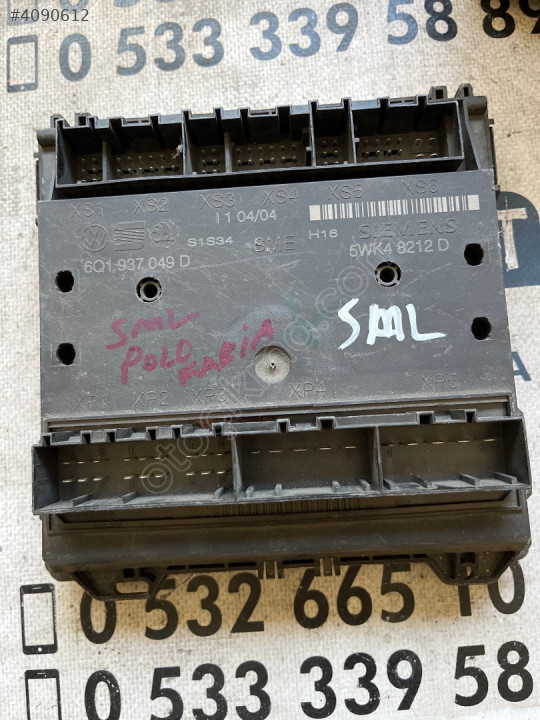 #4090612
0 533 339 58
XS1 XS2 XS3 XS4 XS5 XS6
I 1 04/04
S1S34 SME H16 SIEMENS
6Q1 937 049 D 5WK4 8212 D
SML
POLO FABIA
SML
XP1 XP2 XP3 XP4 XP5
0 532 665 10
0 533 339 58